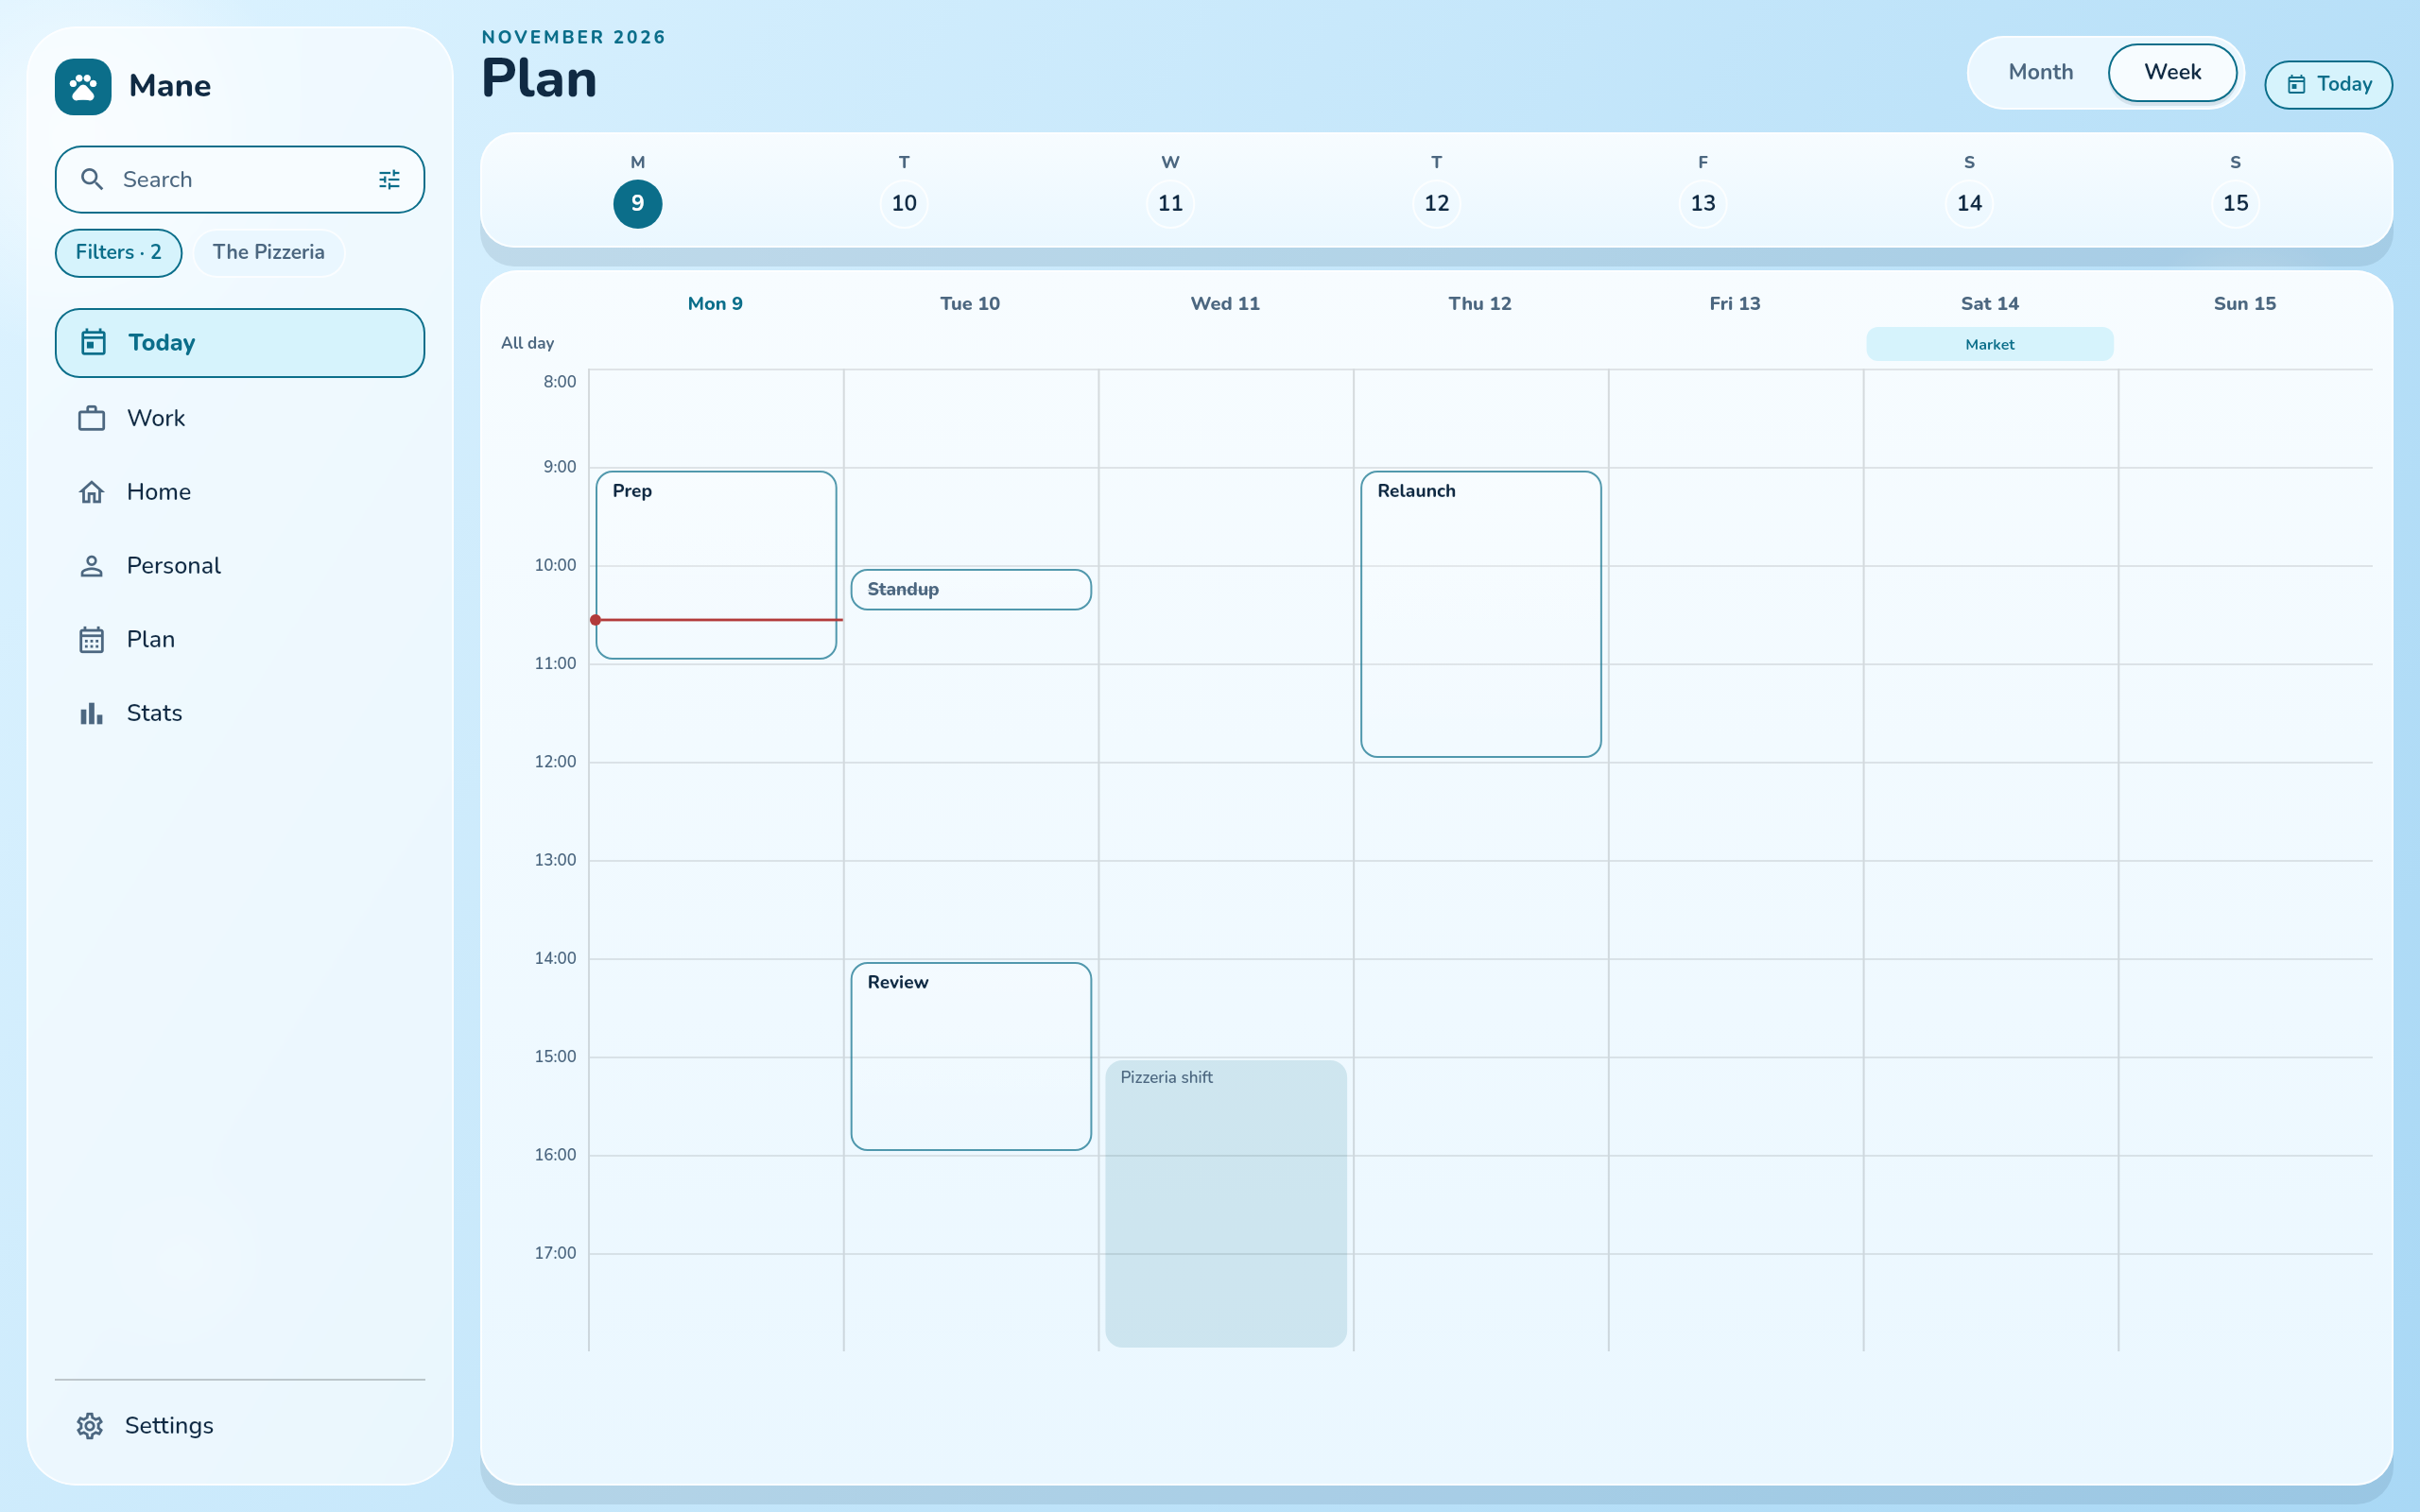 Mane
Search
Filters · 2
The Pizzeria
Today
Work
Home
Personal
Plan
Stats
Settings
NOVEMBER 2026
Plan
Month
Week
Today
M T W T F S S
9 10 11 12 13 14 15
Mon 9 Tue 10 Wed 11 Thu 12 Fri 13 Sat 14 Sun 15
All day
Market
8:00
9:00
Prep
Relaunch
10:00
Standup
11:00
12:00
13:00
14:00
Review
15:00
Pizzeria shift
16:00
17:00